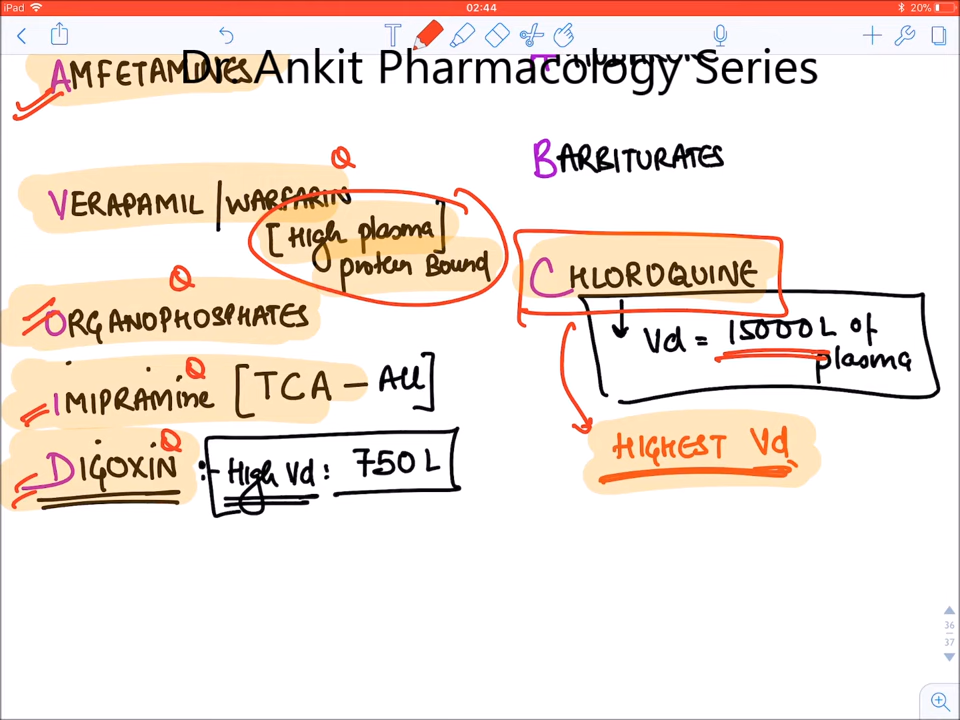 iPad
02:44
20%
T
Dr. Ankit Pharmacology Series
AMFETAMINES
BARBITURATES
Q
VERAPAMIL / WARFARIN
[High plasma]
protein Bound
CHLOROQUINE
Q
ORGANOPHOSPHATES
Vd = 15000 L of
plasma
Q
IMIPRAMINE [TCA - All]
HIGHEST Vd
Q
DIGOXIN :- High Vd : 750 L
36
37